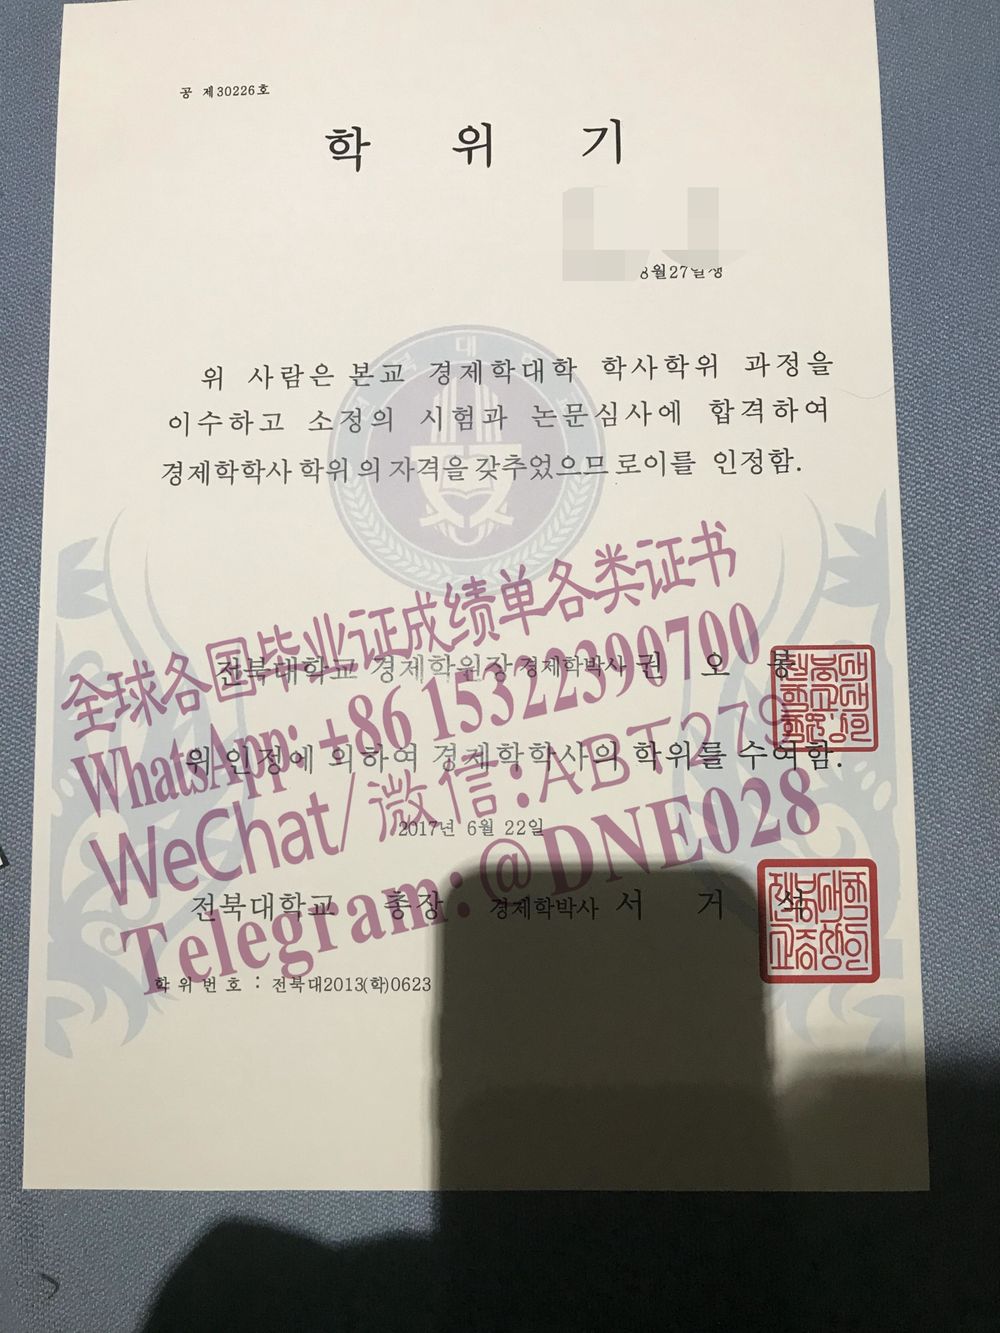 공 제30226호
학 위 기
8월27일생
위 사람은 본교 경제학대학 학사학위 과정을
이수하고 소정의 시험과 논문심사에 합격하여
경제학학사 학위의 자격을 갖추었으므로이를 인정함.
全球各国毕业证成绩单各类证书
전북대학교 경제학원장 경제학박사 권 오
WhatsApp: +86 15322390700
위 인정에 의하여 경제학학사의 학위를 수여함.
WeChat/微信:ABT279
2017년 6월 22일
Telegram:@DNE028
전북대학교 총장 경제학박사 서 거 석
학위번호 : 전북대2013(학)0623